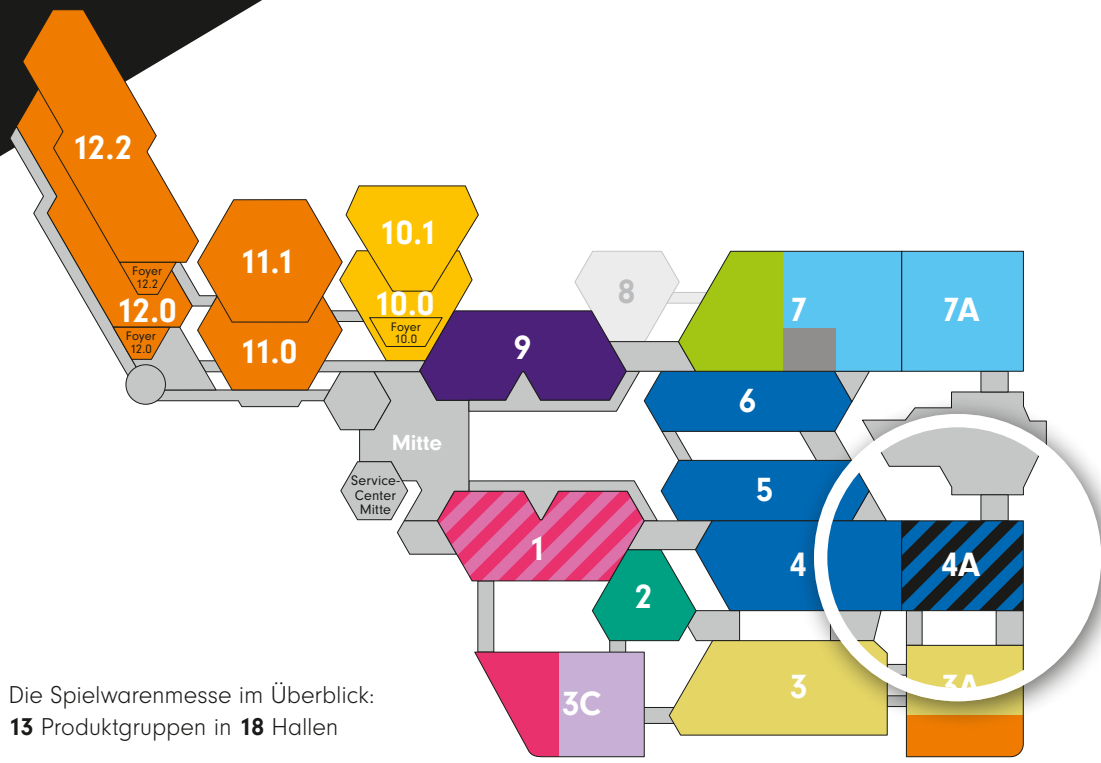 12.2
10.1
11.1
Foyer
12.2
8
10.0
12.0
7
7A
Foyer
10.0
Foyer
12.0
11.0
9
6
Mitte
Service-
Center
Mitte
5
1
4
4A
2
3
3A
3C
Die Spielwarenmesse im Überblick:
13 Produktgruppen in 18 Hallen